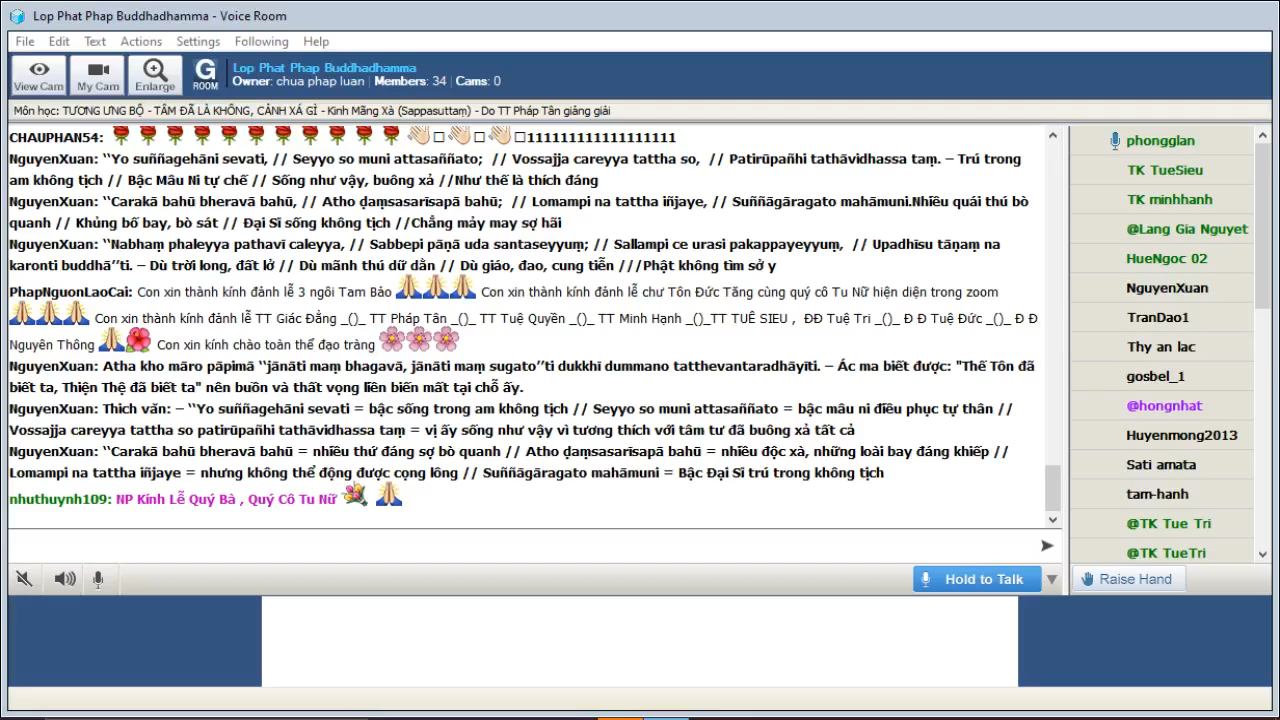 Lop Phat Phap Buddhadhamma - Voice Room
File Edit Text Actions Settings Following Help
View Cam My Cam Enlarge G ROOM
Lop Phat Phap Buddhadhamma
Owner: chua phap luan | Members: 34 | Cams: 0
Môn học: TƯƠNG ƯNG BỘ - TÂM ĐÃ LÀ KHÔNG, CẢNH XÁ GÌ - Kinh Mãng Xà (Sappasuttaṃ) - Do TT Pháp Tân giảng giải
CHAUPHAN54: 1111111111111111111
NguyenXuan: ‘‘Yo suññagehāni sevati, // Seyyo so muni attasaññato; // Vossajja careyya tattha so, // Patirūpañhi tathāvidhassa taṃ. – Trú trong
am không tịch // Bậc Mâu Ni tự chế // Sống như vậy, buông xả //Như thế là thích đáng
NguyenXuan: ‘‘Carakā bahū bheravā bahū, // Atho ḍaṃsasarīsapā bahū; // Lomampi na tattha iñjaye, // Suññāgāragato mahāmuni.Nhiều quái thú bò
quanh // Khủng bố bay, bò sát // Đại Sĩ sống không tịch //Chẳng mảy may sợ hãi
NguyenXuan: ‘‘Nabhaṃ phaleyya pathavī caleyya, // Sabbepi pāṇā uda santaseyyuṃ; // Sallampi ce urasi pakappayeyyuṃ, // Upadhīsu tāṇaṃ na
karonti buddhā’’ti. – Dù trời long, đất lở // Dù mãnh thú dữ dằn // Dù giáo, đao, cung tiễn ///Phật không tìm sở y
PhapNguonLaoCai: Con xin thành kính đảnh lễ 3 ngôi Tam Bảo Con xin thành kính đảnh lễ chư Tôn Đức Tăng cùng quý cô Tu Nữ hiện diện trong zoom
Con xin thành kính đảnh lễ TT Giác Đẳng _()_ TT Pháp Tân _()_ TT Tuệ Quyền _()_ TT Minh Hạnh _()_TT TUÊ SIEU , ĐĐ Tuệ Tri _()_ Đ Đ Tuệ Đức _()_ Đ Đ
Nguyên Thông Con xin kính chào toàn thể đạo tràng
NguyenXuan: Atha kho māro pāpimā ‘‘jānāti maṃ bhagavā, jānāti maṃ sugato’’ti dukkhī dummano tatthevantaradhāyīti. – Ác ma biết được: "Thế Tôn đã
biết ta, Thiện Thệ đã biết ta" nên buồn và thất vọng liền biến mất tại chỗ ấy.
NguyenXuan: Thich văn: – ‘‘Yo suññagehāni sevati = bậc sống trong am không tịch // Seyyo so muni attasaññato = bậc mâu ni điều phục tự thân //
Vossajja careyya tattha so patirūpañhi tathāvidhassa taṃ = vị ấy sống như vậy vì tương thích với tâm tư đã buông xả tất cả
NguyenXuan: ‘‘Carakā bahū bheravā bahū = nhiều thứ đáng sợ bò quanh // Atho ḍaṃsasarīsapā bahū = nhiều độc xà, những loài bay đáng khiếp //
Lomampi na tattha iñjaye = nhưng không thể động được cọng lông // Suññāgāragato mahāmuni = Bậc Đại Sĩ trú trong không tịch
nhuthuynh109: NP Kính Lễ Quý Bà , Quý Cô Tu Nữ
phongglan
TK TueSieu
TK minhhanh
@Lang Gia Nguyet
HueNgoc 02
NguyenXuan
TranDao1
Thy an lac
gosbel_1
@hongnhat
Huyenmong2013
Sati amata
tam-hanh
@TK Tue Tri
@TK TueTri
Hold to Talk
Raise Hand